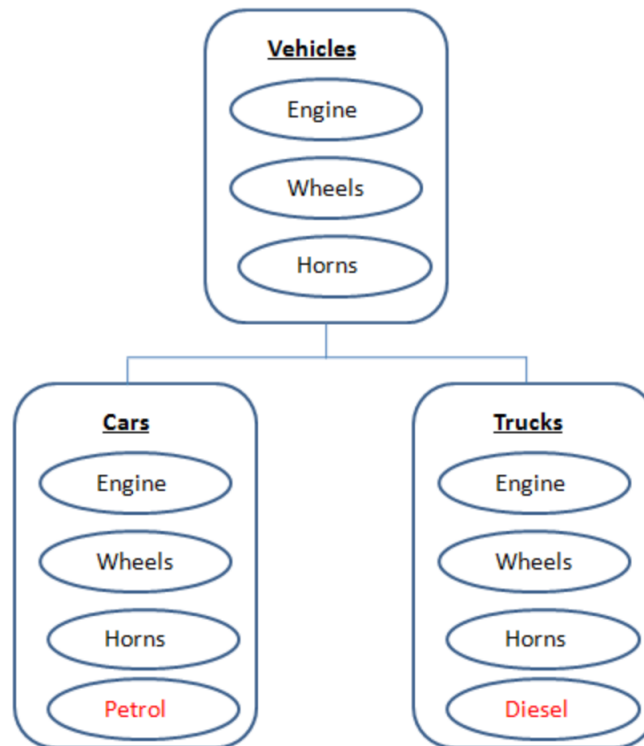 Vehicles
Engine
Wheels
Horns
Cars
Engine
Wheels
Horns
Petrol
Trucks
Engine
Wheels
Horns
Diesel